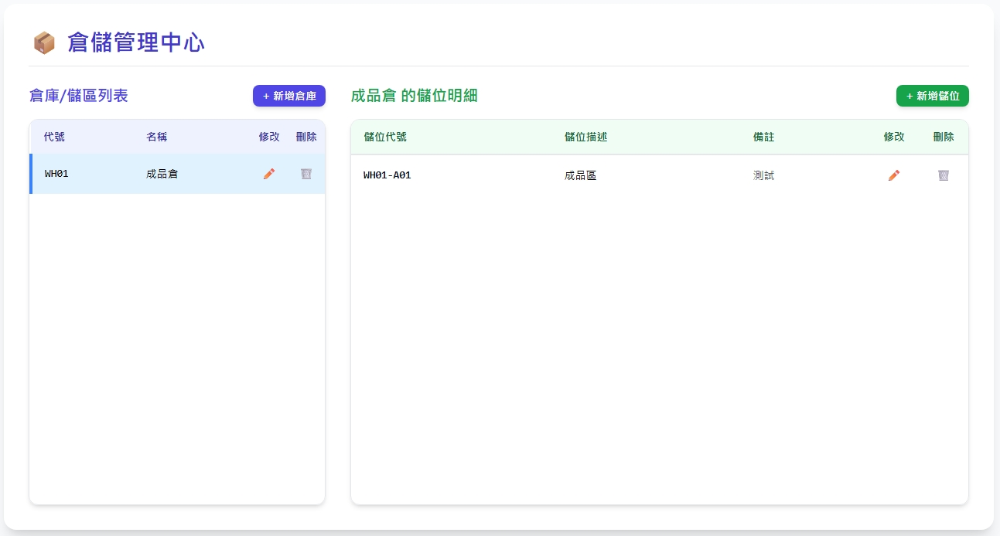 倉儲管理中心
倉庫/儲區列表
+ 新增倉庫
代號 名稱 修改 刪除
WH01 成品倉
成品倉 的儲位明細
+ 新增儲位
儲位代號 儲位描述 備註 修改 刪除
WH01-A01 成品區 測試